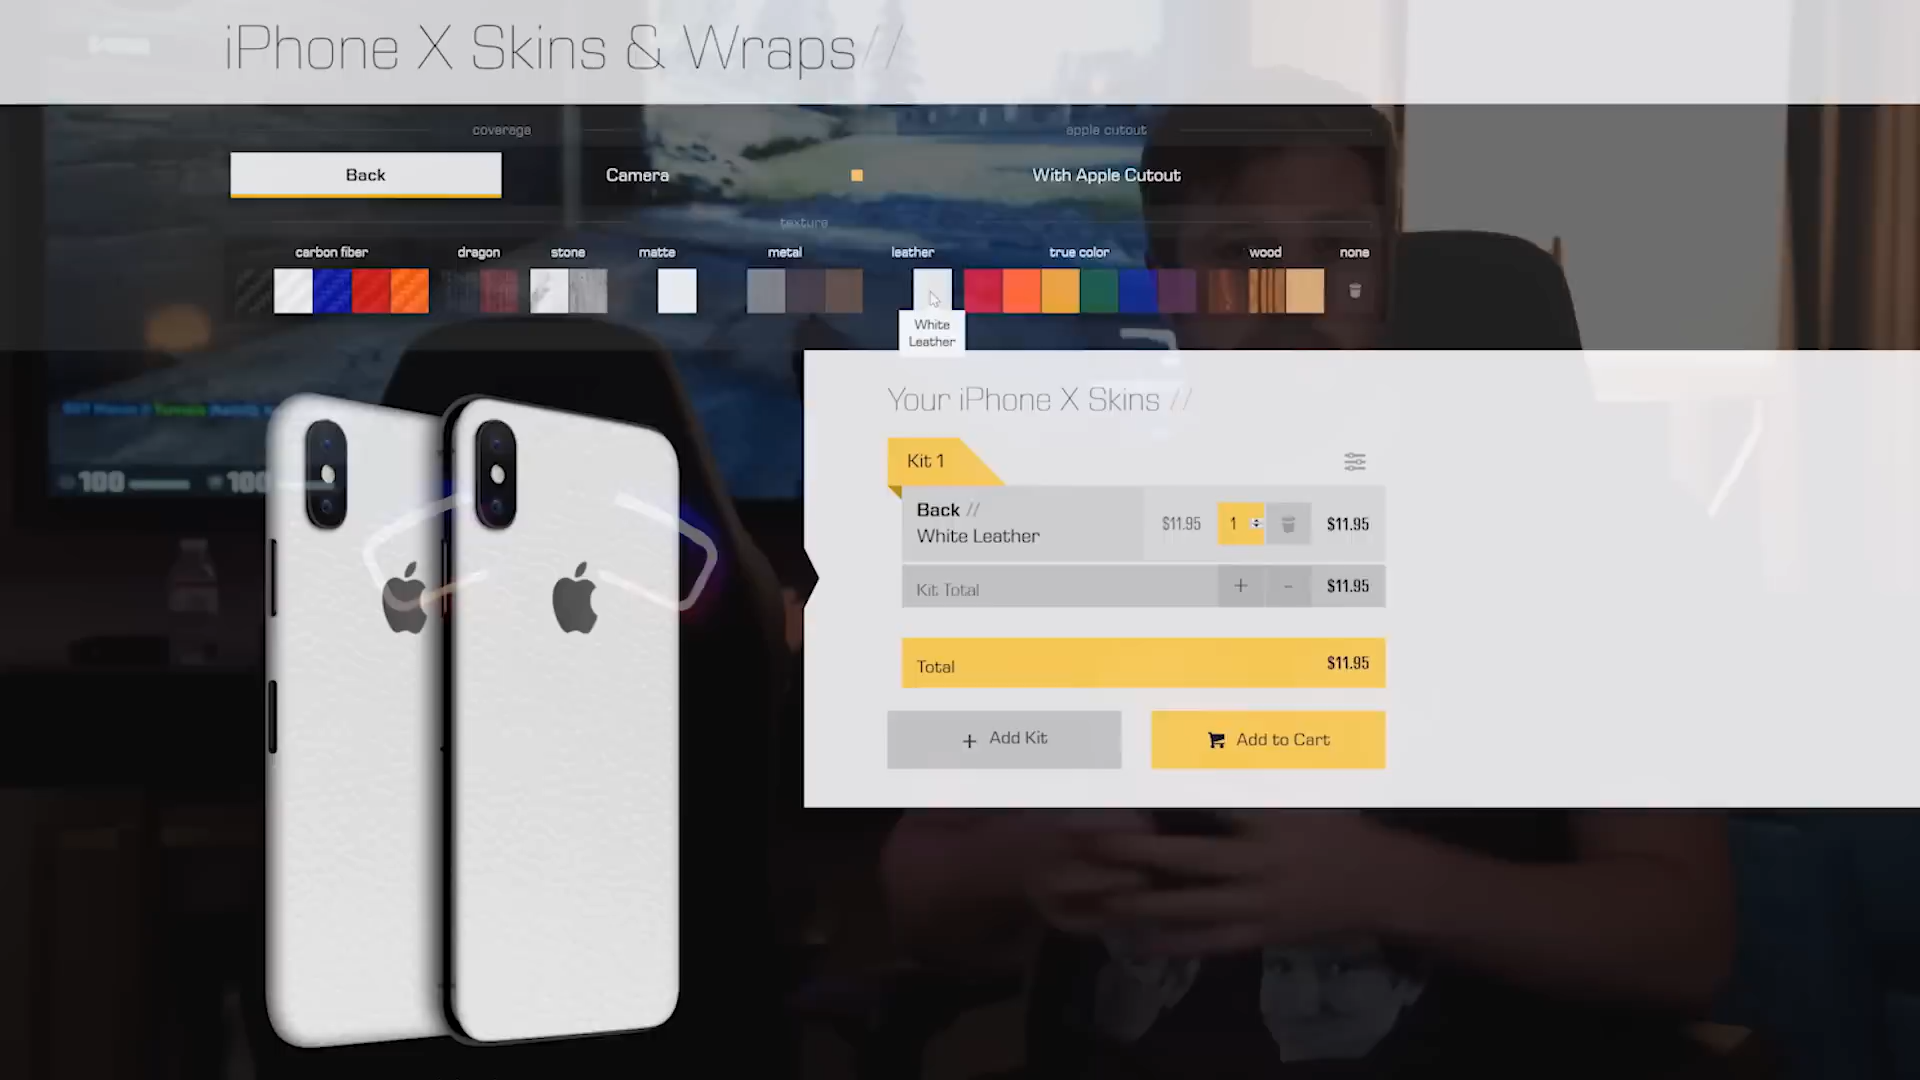 iPhone X Skins & Wraps//
coverage
apple cutout
Back
Camera
With Apple Cutout
texture
carbon fiber
dragon
stone
matte
metal
leather
true color
wood
none
White
Leather
Your iPhone X Skins //
Kit 1
Back //
White Leather
$11.95
1
$11.95
Kit Total
+
-
$11.95
Total
$11.95
+ Add Kit
Add to Cart
100
100